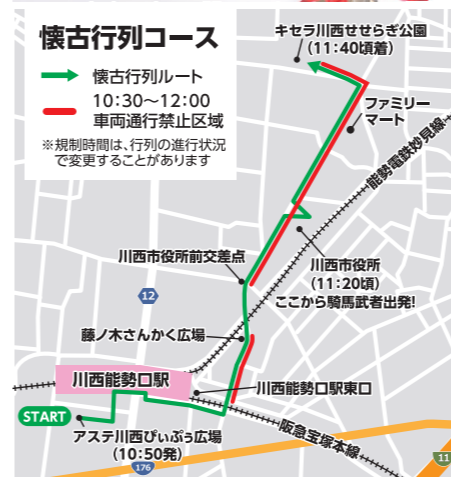 懐古行列コース
懐古行列ルート
10:30～12:00
車両通行禁止区域
※規制時間は、行列の進行状況
で変更することがあります
キセラ川西せせらぎ公園
(11:40頃着)
ファミリー
マート
能勢電鉄妙見線
川西市役所前交差点
川西市役所
(11:20頃)
ここから騎馬武者出発!
12
藤ノ木さんかく広場
川西能勢口駅
川西能勢口駅東口
START
アステ川西ぴぃぷぅ広場
(10:50発)
阪急宝塚本線
176
11